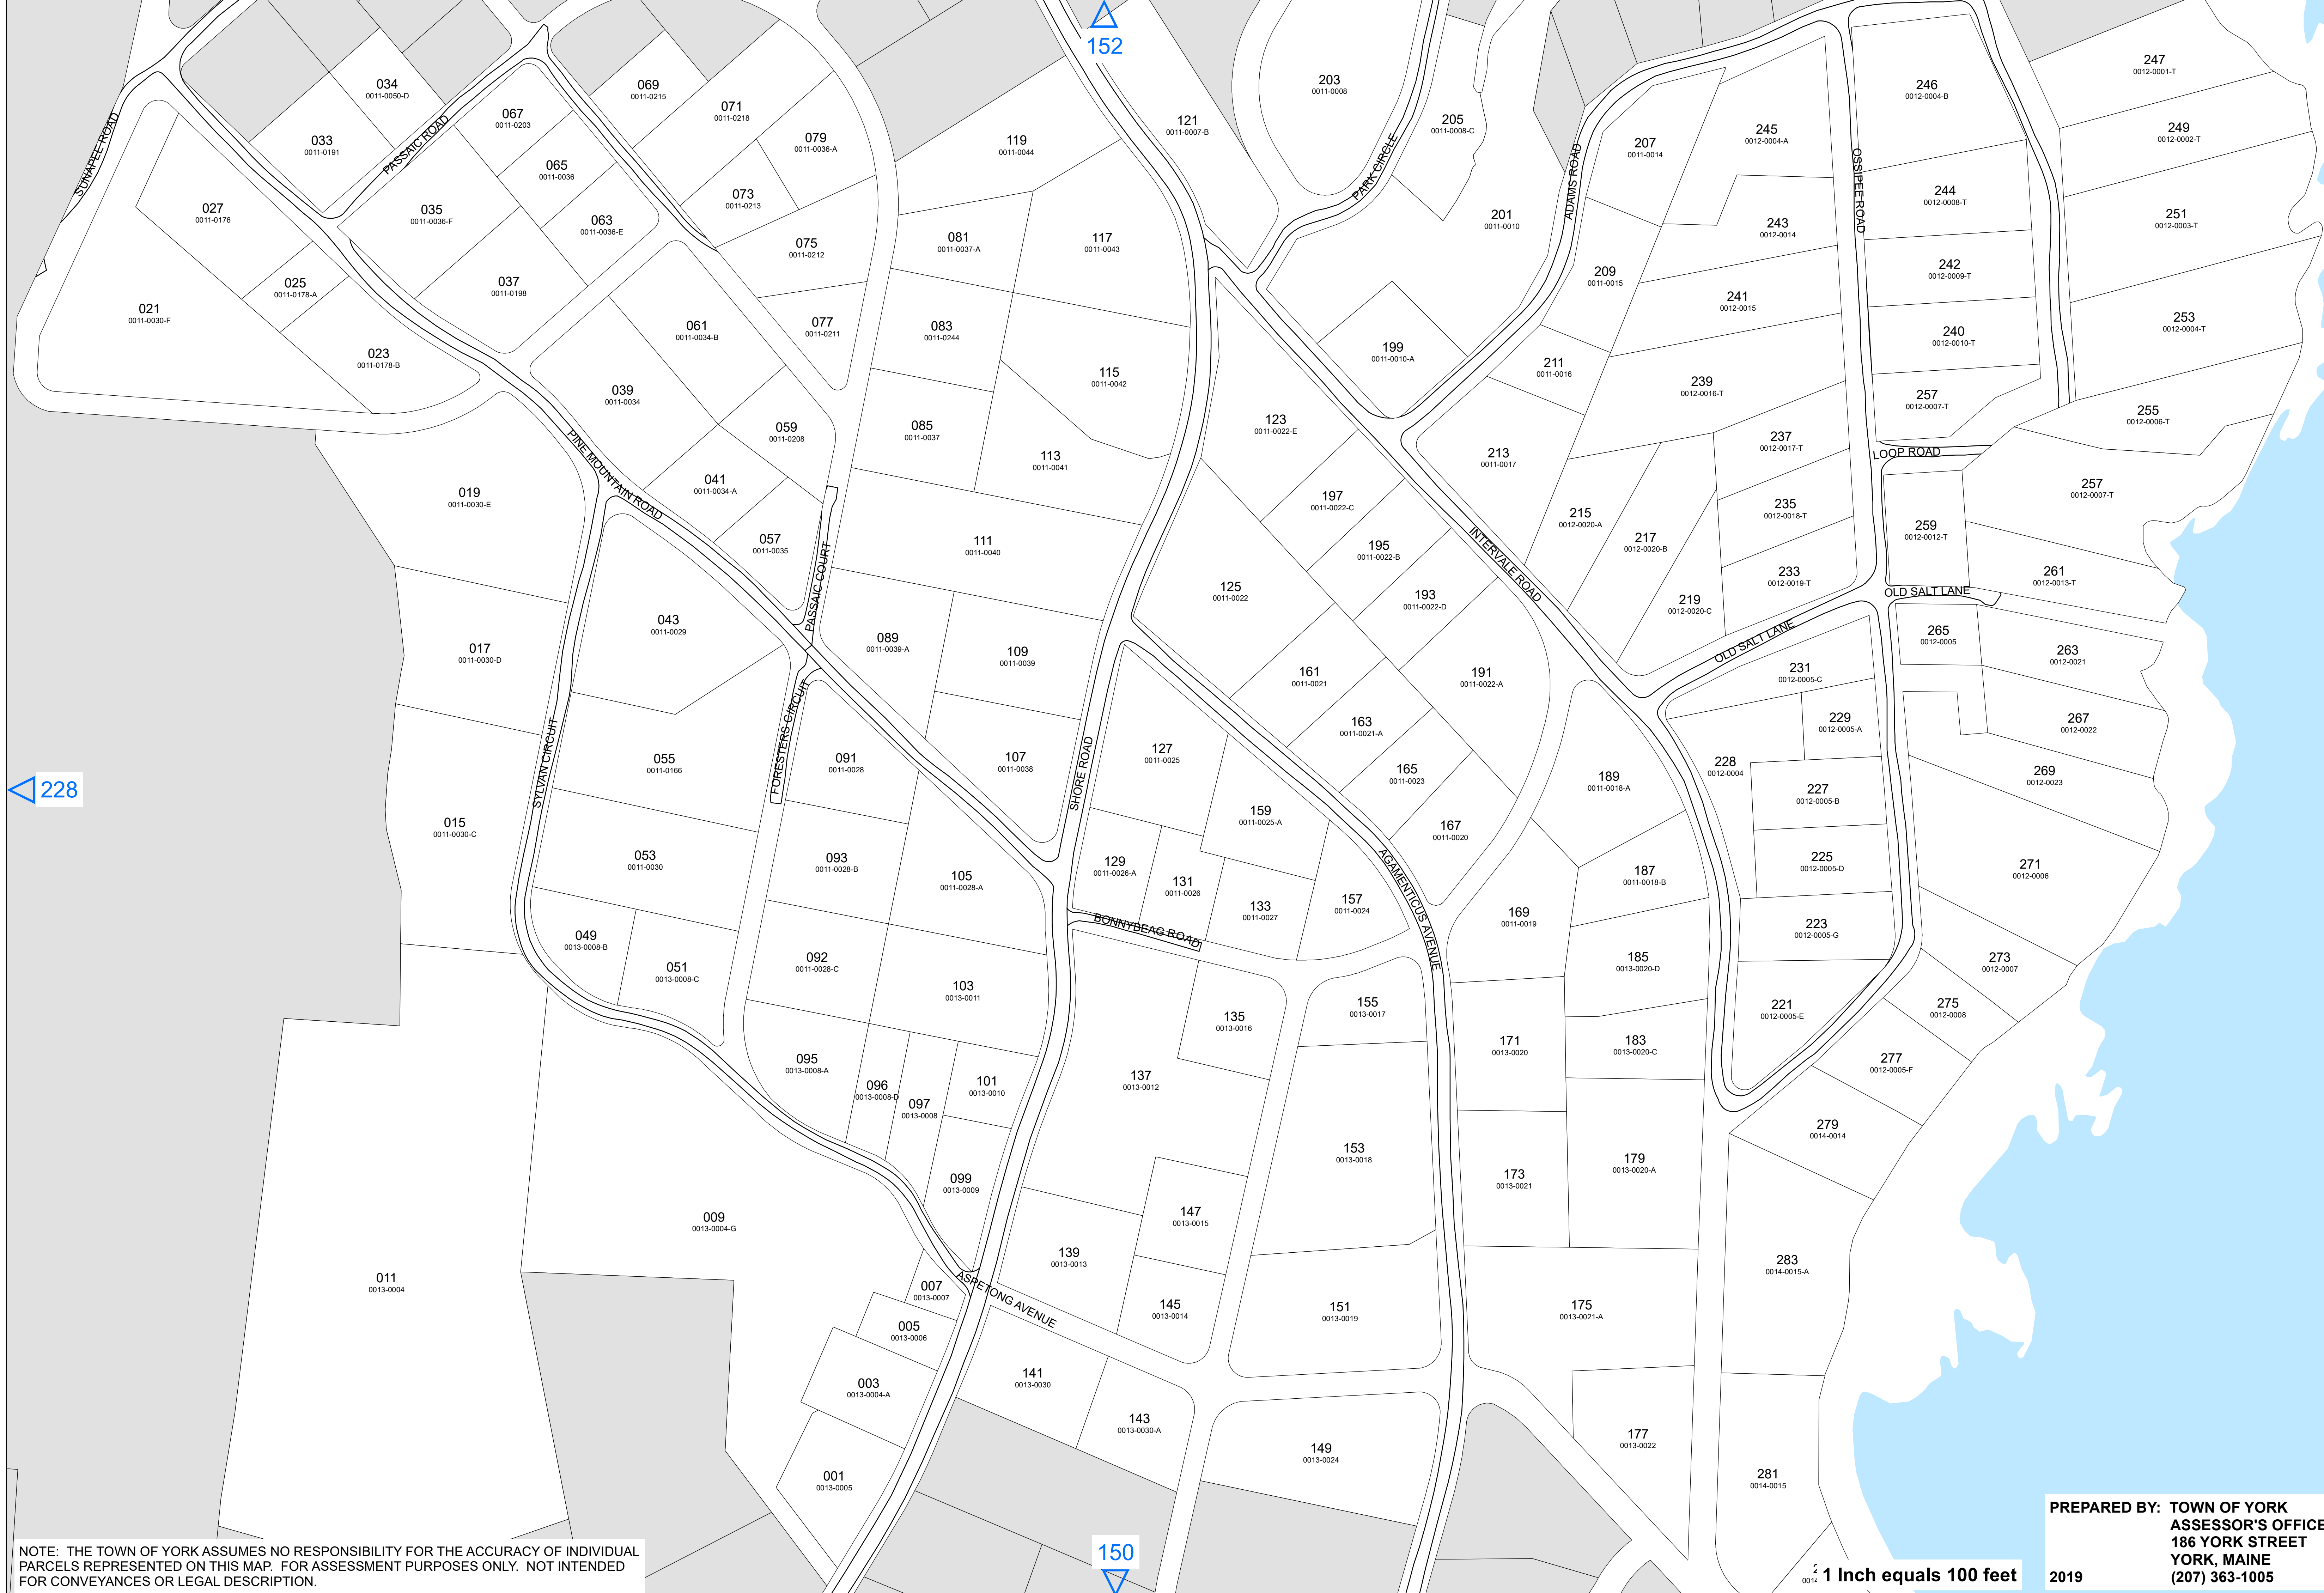 152
034
0011-0050-D
033
0011-0191
067
0011-0203
069
0011-0215
071
0011-0218
079
0011-0036-A
119
0011-0044
121
0011-0007-B
203
0011-0008
205
0011-0008-C
207
0011-0014
245
0012-0004-A
246
0012-0004-B
247
0012-0001-T
249
0012-0002-T
SUNAPEE ROAD
PASSAIC ROAD
PARK CIRCLE
ADAMS ROAD
OSSIPEE ROAD
027
0011-0176
035
0011-0036-F
065
0011-0036
063
0011-0036-E
073
0011-0213
075
0011-0212
081
0011-0037-A
117
0011-0043
201
0011-0010
243
0012-0014
244
0012-0008-T
251
0012-0003-T
021
0011-0030-F
025
0011-0178-A
037
0011-0198
061
0011-0034-B
077
0011-0211
083
0011-0244
209
0011-0015
241
0012-0015
242
0012-0009-T
240
0012-0010-T
253
0012-0004-T
023
0011-0178-B
039
0011-0034
115
0011-0042
199
0011-0010-A
211
0011-0016
239
0012-0016-T
257
0012-0007-T
255
0012-0006-T
059
0011-0208
085
0011-0037
123
0011-0022-E
213
0011-0017
237
0012-0017-T
LOOP ROAD
PINE MOUNTAIN ROAD
019
0011-0030-E
041
0011-0034-A
113
0011-0041
197
0011-0022-C
215
0012-0020-A
235
0012-0018-T
257
0012-0007-T
057
0011-0035
111
0011-0040
195
0011-0022-B
217
0012-0020-B
259
0012-0012-T
INTERVALE ROAD
PASSAIC COURT
125
0011-0022
193
0011-0022-D
219
0012-0020-C
233
0012-0019-T
261
0012-0013-T
OLD SALT LANE
043
0011-0029
089
0011-0039-A
109
0011-0039
OLD SALT LANE
265
0012-0005
017
0011-0030-D
161
0011-0021
191
0011-0022-A
231
0012-0005-C
263
0012-0021
FORESTERS CIRCUIT
163
0011-0021-A
229
0012-0005-A
267
0012-0022
SYLVAN CIRCUIT
055
0011-0166
091
0011-0028
107
0011-0038
SHORE ROAD
127
0011-0025
165
0011-0023
189
0011-0018-A
228
0012-0004
227
0012-0005-B
269
0012-0023
228
015
0011-0030-C
159
0011-0025-A
167
0011-0020
053
0011-0030
093
0011-0028-B
105
0011-0028-A
129
0011-0026-A
131
0011-0026
133
0011-0027
157
0011-0024
AGAMENTICUS AVENUE
169
0011-0019
187
0011-0018-B
225
0012-0005-D
271
0012-0006
BONNYBEAG ROAD
049
0013-0008-B
051
0013-0008-C
092
0011-0028-C
103
0013-0011
185
0013-0020-D
223
0012-0005-G
273
0012-0007
135
0013-0016
155
0013-0017
221
0012-0005-E
275
0012-0008
095
0013-0008-A
096
0013-0008-D
097
0013-0008
101
0013-0010
137
0013-0012
171
0013-0020
183
0013-0020-C
277
0012-0005-F
099
0013-0009
153
0013-0018
173
0013-0021
179
0013-0020-A
279
0014-0014
009
0013-0004-G
147
0013-0015
139
0013-0013
011
0013-0004
007
0013-0007
ASPETONG AVENUE
145
0013-0014
151
0013-0019
175
0013-0021-A
283
0014-0015-A
005
0013-0006
003
0013-0004-A
141
0013-0030
143
0013-0030-A
149
0013-0024
177
0013-0022
001
0013-0005
281
0014-0015
150
NOTE: THE TOWN OF YORK ASSUMES NO RESPONSIBILITY FOR THE ACCURACY OF INDIVIDUAL
PARCELS REPRESENTED ON THIS MAP. FOR ASSESSMENT PURPOSES ONLY. NOT INTENDED
FOR CONVEYANCES OR LEGAL DESCRIPTION.
1 Inch equals 100 feet
PREPARED BY: TOWN OF YORK
ASSESSOR'S OFFICE
186 YORK STREET
YORK, MAINE
2019 (207) 363-1005